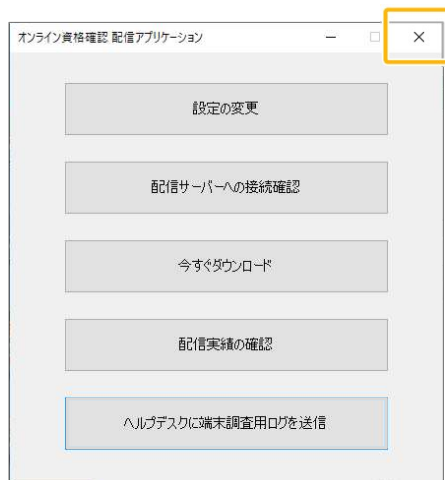 オンライン資格確認 配信アプリケーション
設定の変更
配信サーバーへの接続確認
今すぐダウンロード
配信実績の確認
ヘルプデスクに端末調査用ログを送信